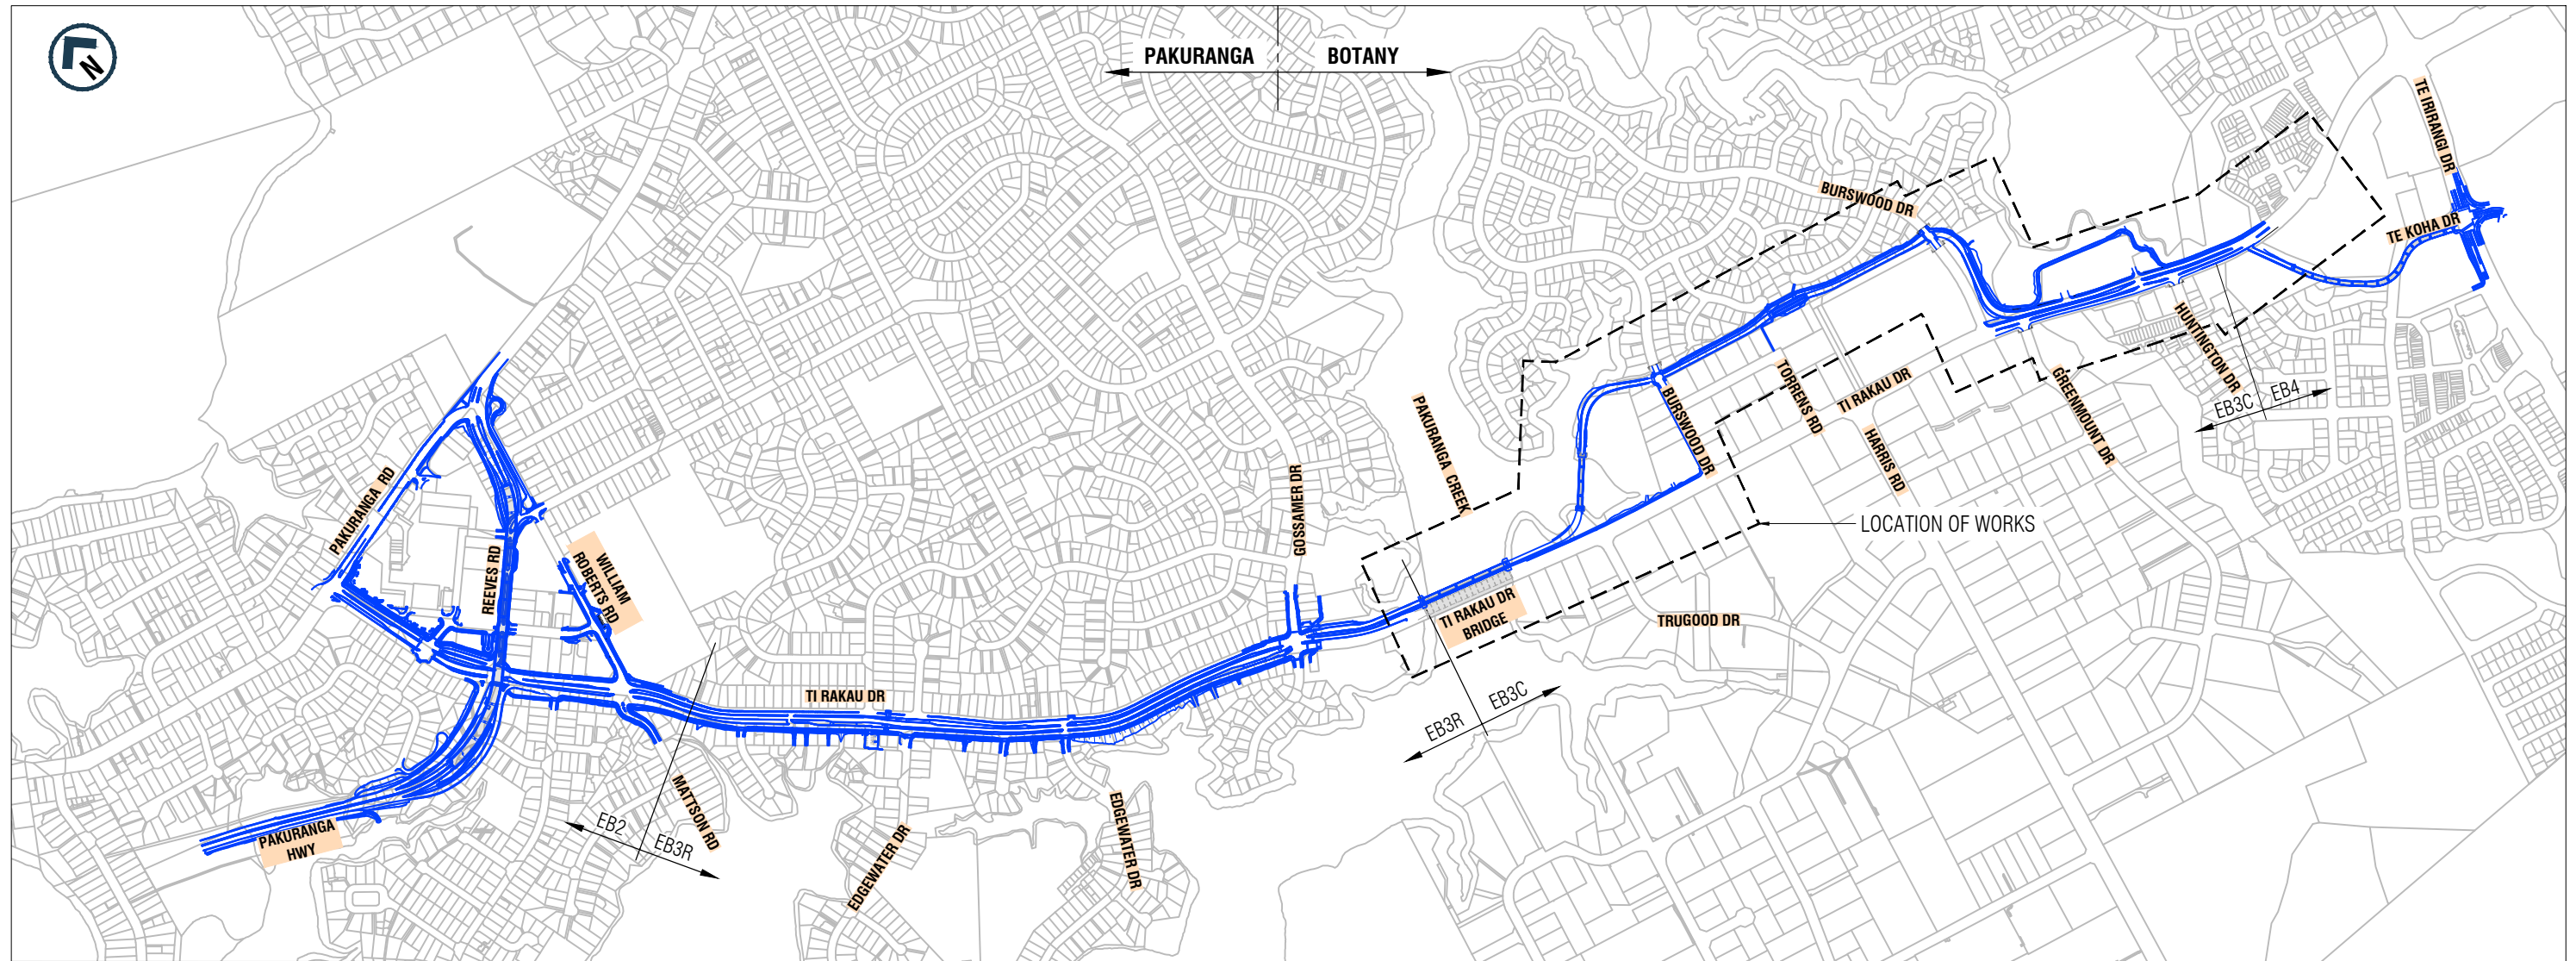 N
PAKURANGA
BOTANY
TE IRIRANGI DR
BURSWOOD DR
TE KOHA DR
HUNTINGTON DR
EB3C
EB4
GREENMOUNT DR
TORRENS RD
TI RAKAU DR
HARRIS RD
BURSWOOD DR
PAKURANGA CREEK
GOSSAMER DR
PAKURANGA RD
LOCATION OF WORKS
REEVES RD
WILLIAM
ROBERTS RD
TI RAKAU DR
BRIDGE
TRUGOOD DR
TI RAKAU DR
EB3R
EB3C
MATTSON RD
EB2
EB3R
PAKURANGA
HWY
EDGEWATER DR
EDGEWATER DR